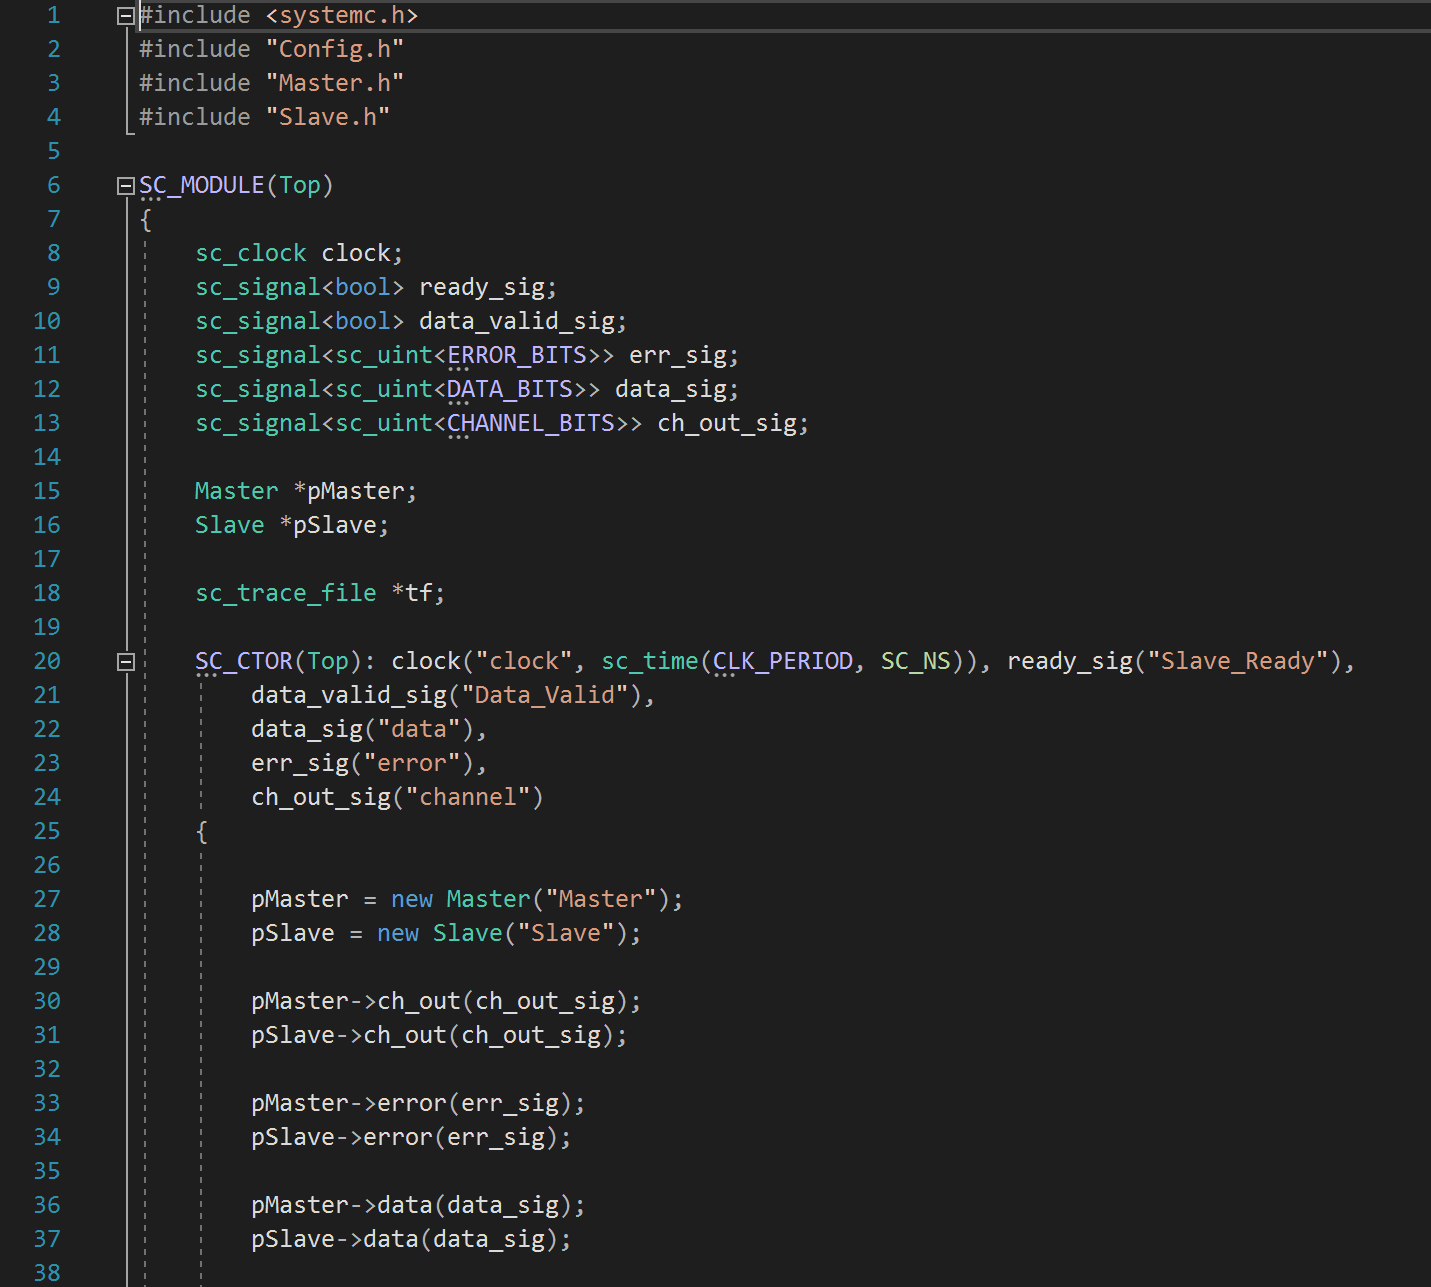 1 #include <systemc.h>
2 #include "Config.h"
3 #include "Master.h"
4 #include "Slave.h"
5
6 SC_MODULE(Top)
7 {
8 sc_clock clock;
9 sc_signal<bool> ready_sig;
10 sc_signal<bool> data_valid_sig;
11 sc_signal<sc_uint<ERROR_BITS>> err_sig;
12 sc_signal<sc_uint<DATA_BITS>> data_sig;
13 sc_signal<sc_uint<CHANNEL_BITS>> ch_out_sig;
14
15 Master *pMaster;
16 Slave *pSlave;
17
18 sc_trace_file *tf;
19
20 SC_CTOR(Top): clock("clock", sc_time(CLK_PERIOD, SC_NS)), ready_sig("Slave_Ready"),
21 data_valid_sig("Data_Valid"),
22 data_sig("data"),
23 err_sig("error"),
24 ch_out_sig("channel")
25 {
26
27 pMaster = new Master("Master");
28 pSlave = new Slave("Slave");
29
30 pMaster->ch_out(ch_out_sig);
31 pSlave->ch_out(ch_out_sig);
32
33 pMaster->error(err_sig);
34 pSlave->error(err_sig);
35
36 pMaster->data(data_sig);
37 pSlave->data(data_sig);
38